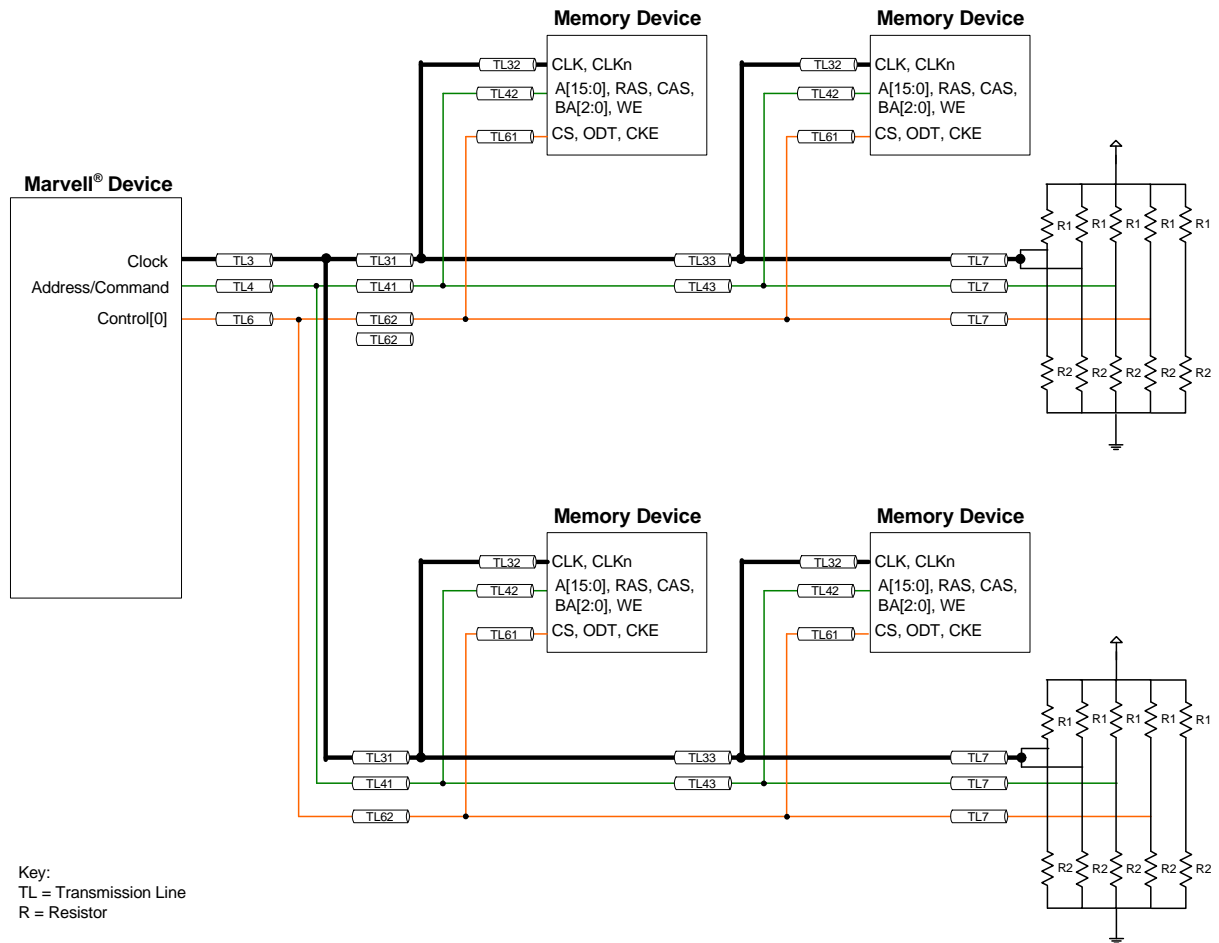 Memory Device
Memory Device
TL32
CLK, CLKn
TL32
CLK, CLKn
TL42
A[15:0], RAS, CAS,
BA[2:0], WE
TL42
A[15:0], RAS, CAS,
BA[2:0], WE
TL61
CS, ODT, CKE
TL61
CS, ODT, CKE
Marvell® Device
R1
R1
R1
R1
R1
Clock
TL3
TL31
TL33
TL7
Address/Command
TL4
TL41
TL43
TL7
Control[0]
TL6
TL62
TL7
TL62
R2
R2
R2
R2
R2
Memory Device
Memory Device
TL32
CLK, CLKn
TL32
CLK, CLKn
TL42
A[15:0], RAS, CAS,
BA[2:0], WE
TL42
A[15:0], RAS, CAS,
BA[2:0], WE
TL61
CS, ODT, CKE
TL61
CS, ODT, CKE
R1
R1
R1
R1
R1
TL31
TL33
TL7
TL41
TL43
TL7
TL62
TL7
R2
R2
R2
R2
R2
Key:
TL = Transmission Line
R = Resistor